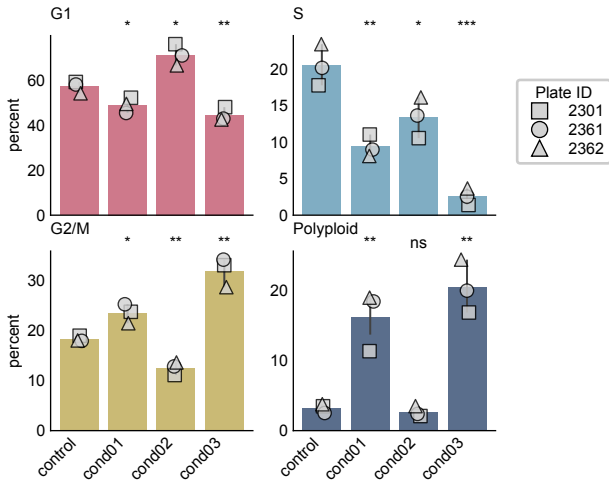 G1
* * **
percent
60
40
20
0
S
** * ***
20
15
10
5
0
Plate ID
2301
2361
2362
G2/M
* ** **
percent
30
20
10
0
control
cond01
cond02
cond03
Polyploid
** ns **
20
10
0
control
cond01
cond02
cond03